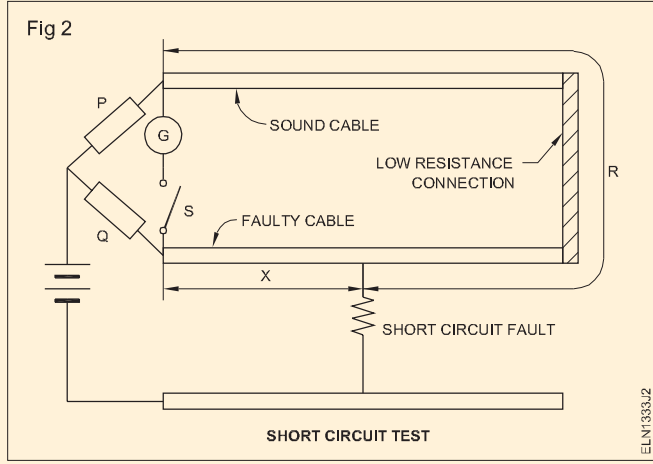 Fig 2
P
G
SOUND CABLE
LOW RESISTANCE
CONNECTION
R
S
Q
FAULTY CABLE
X
SHORT CIRCUIT FAULT
SHORT CIRCUIT TEST
ELN1333J2